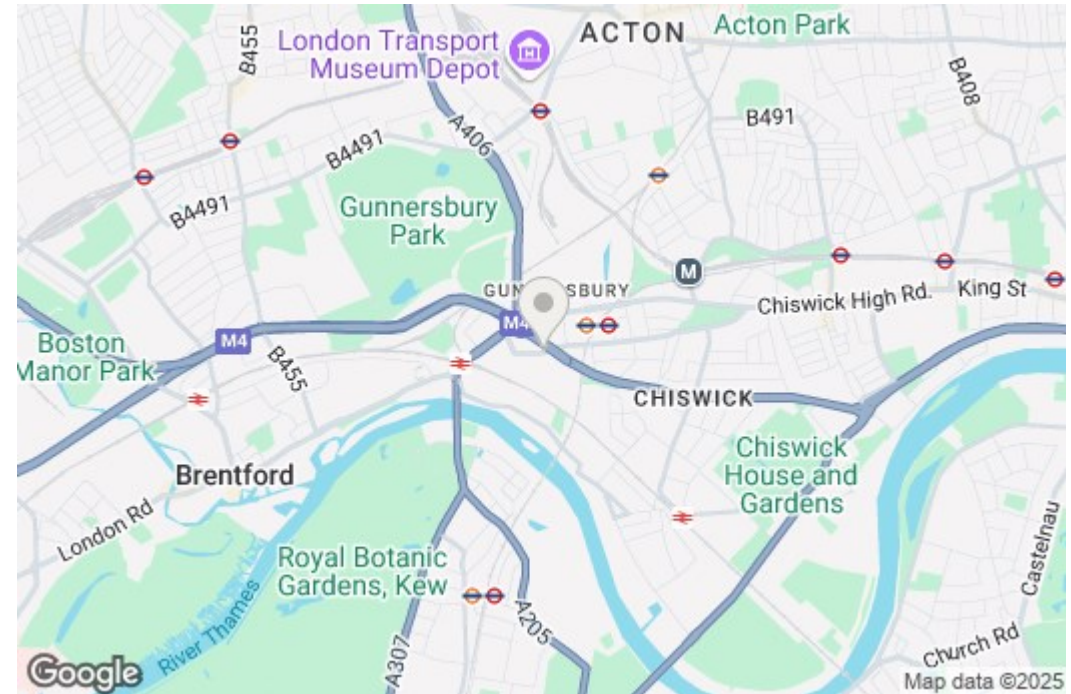 ACTON
Acton Park
London Transport
Museum Depot
B455
B408
A406
B491
B4491
B4491
Gunnersbury
Park
M
GUN
SBURY
Chiswick High Rd.
King St
M4
M4
Boston
Manor Park
B455
CHISWICK
Chiswick
House and
Gardens
Brentford
London Rd
Royal Botanic
Gardens, Kew
Castelnau
River Thames
A307
A205
Church Rd
Google
Map data ©2025